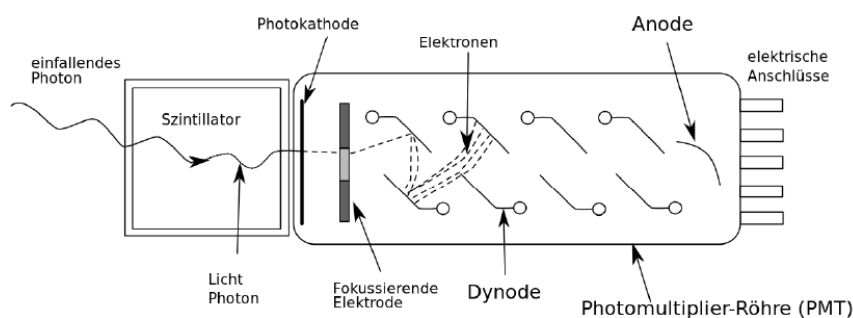 Photokathode
Elektronen
Anode
einfallendes
Photon
elektrische
Anschlüsse
Szintillator
Licht
Photon
Fokussierende
Elektrode
Dynode
Photomultiplier-Röhre (PMT)